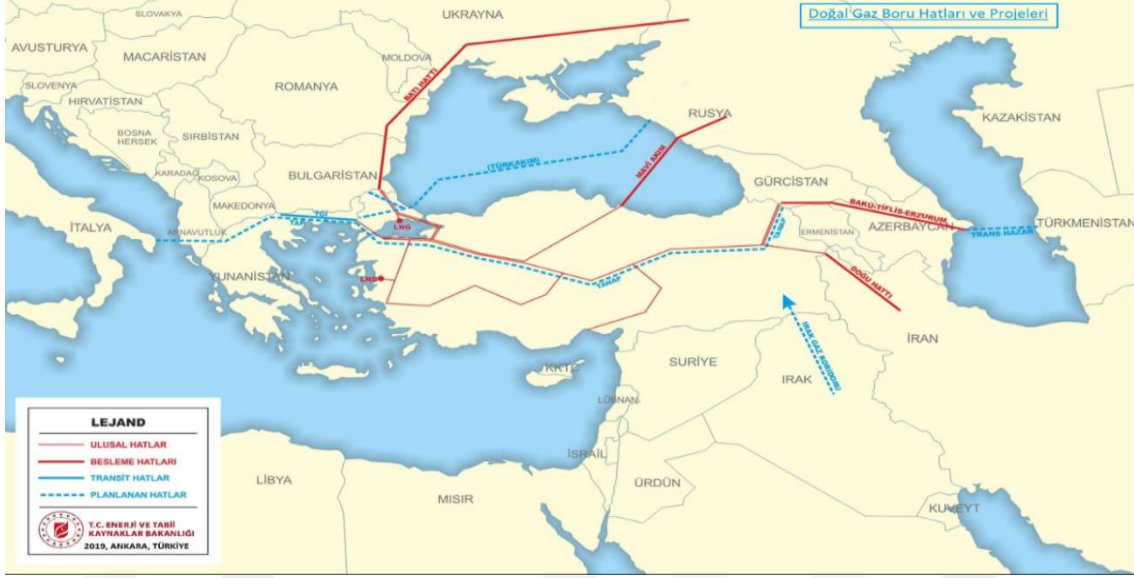 Doğal Gaz Boru Hatları ve Projeleri
SLOVAKYA
UKRAYNA
AVUSTURYA
MACARİSTAN
MOLDOVA
SLOVENYA
HIRVATİSTAN
ROMANYA
BATI HATTI
BOSNA
HERSEK
SIRBİSTAN
RUSYA
KAZAKİSTAN
KARADAĞ
KOSOVA
BULGARİSTAN
(TÜRKAKIM)
MAVİ AKIM
GÜRCİSTAN
MAKEDONYA
BAKÜ-TİFLİS-ERZURUM
İTALYA
ARNAVUTLUK
TGI
TAP
LNG
TANAP
ERMENİSTAN
AZERBAYCAN
TRANS HAZAR
TÜRKMENİSTAN
YUNANİSTAN
LNG
TANAP
DOĞU HATTI
IRAK GAZ KORİDORU
İRAN
KKTC
SURİYE
IRAK
LÜBNAN
İSRAİL
ÜRDÜN
LİBYA
MISIR
KUVEYT
LEJAND
ULUSAL HATLAR
BESLEME HATLARI
TRANSİT HATLAR
PLANLANAN HATLAR
T.C. ENERJİ VE TABİİ
KAYNAKLAR BAKANLIĞI
2019, ANKARA, TÜRKİYE